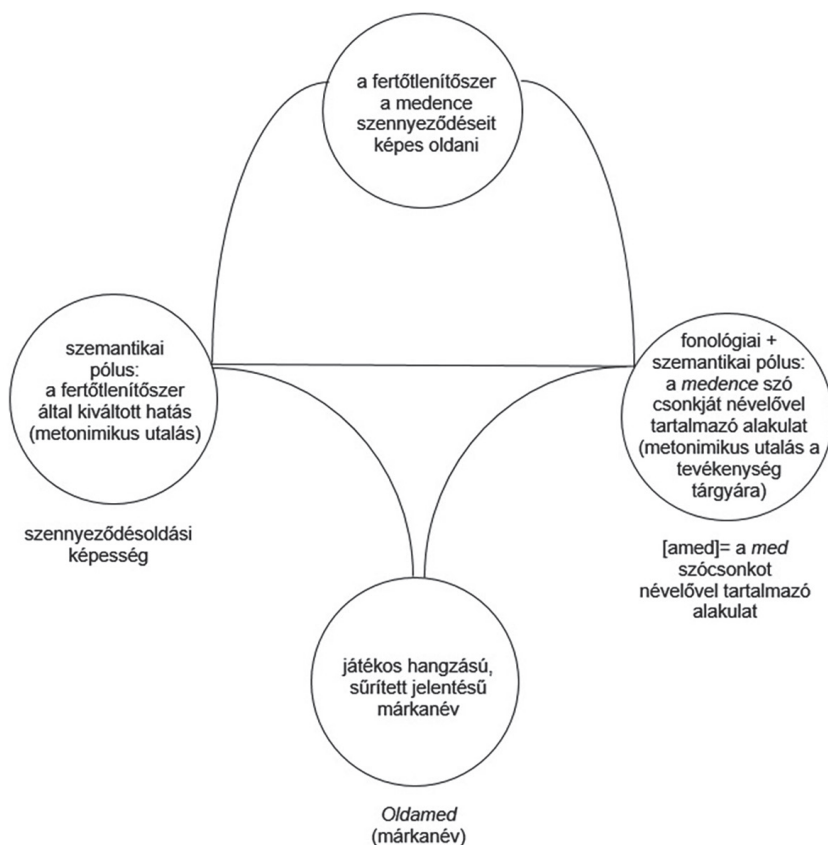 a fertőtlenítőszer
a medence
szennyeződéseit
képes oldani
szemantikai
pólus:
a fertőtlenítőszer
által kiváltott hatás
(metonimikus utalás)
szennyeződésoldási
képesség
fonológiai +
szemantikai pólus:
a medence szó
csonkját névelővel
tartalmazó alakulat
(metonimikus utalás a
tevékenység
tárgyára)
[amed]= a med
szócsonkot
névelővel tartalmazó
alakulat
játékos hangzású,
sűrített jelentésű
márkanév
Oldamed
(márkanév)